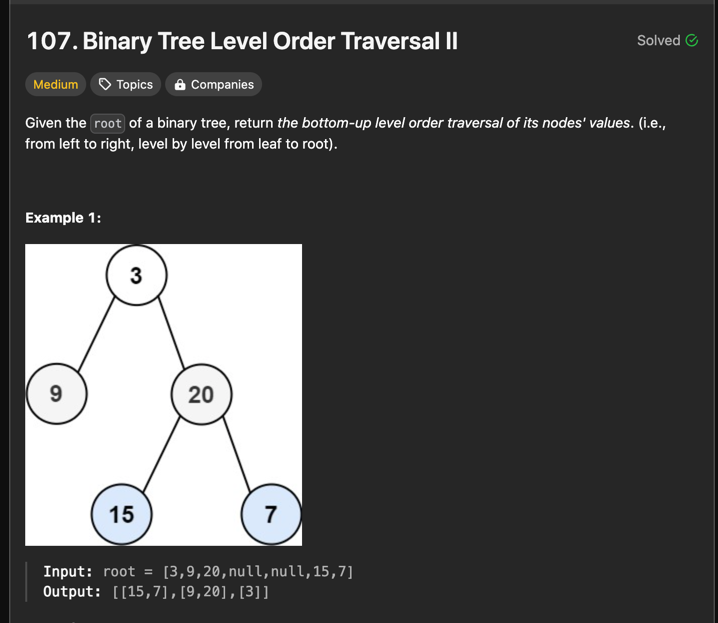 107. Binary Tree Level Order Traversal II
Solved
Medium
Topics
Companies
Given the root of a binary tree, return the bottom-up level order traversal of its nodes' values. (i.e.,
from left to right, level by level from leaf to root).
Example 1:
3
9
20
15
7
Input: root = [3,9,20,null,null,15,7]
Output: [[15,7],[9,20],[3]]